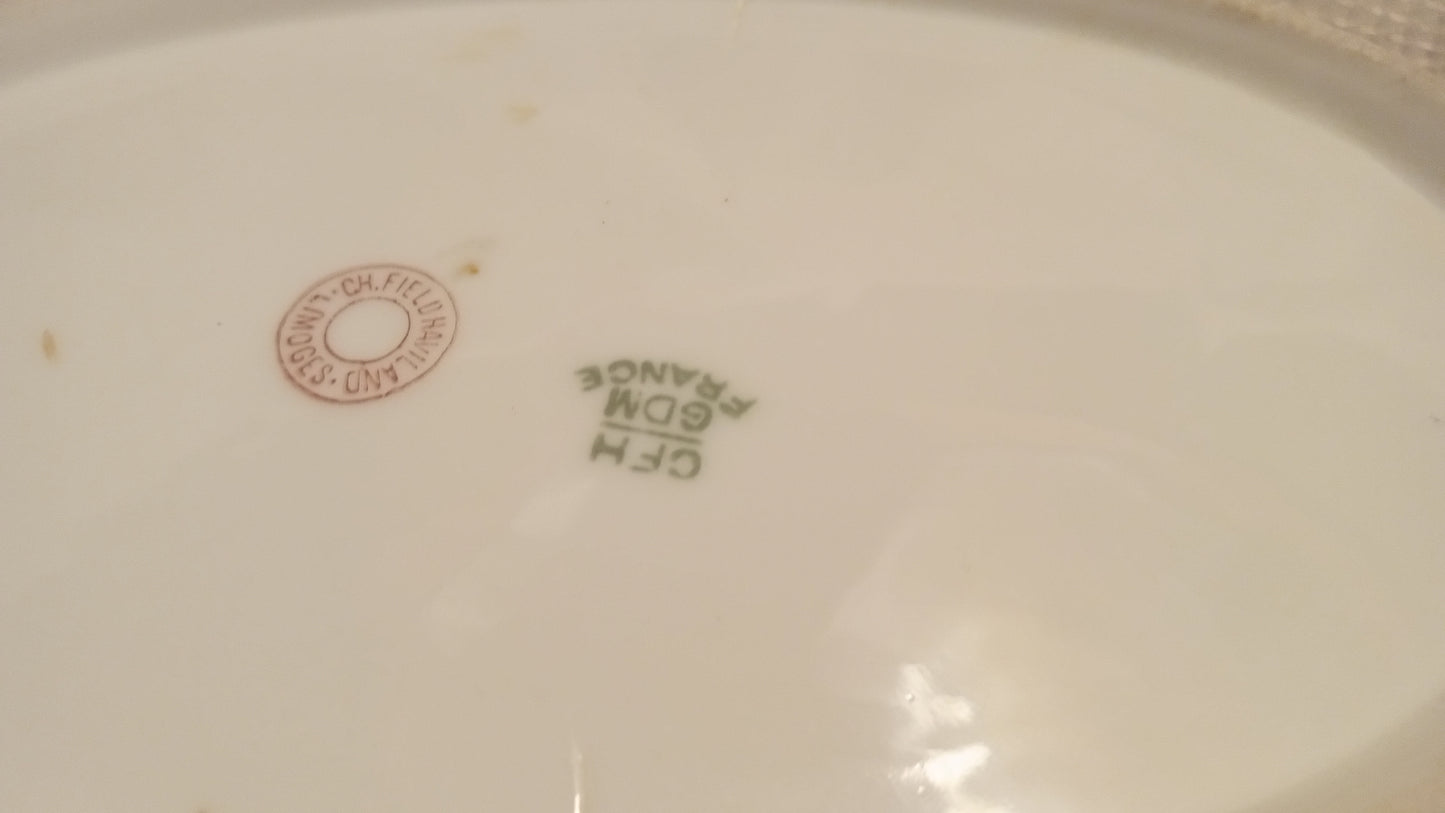 CH. FIELD HAVILAND · LIMOGES ·
CFH
GDM
FRANCE